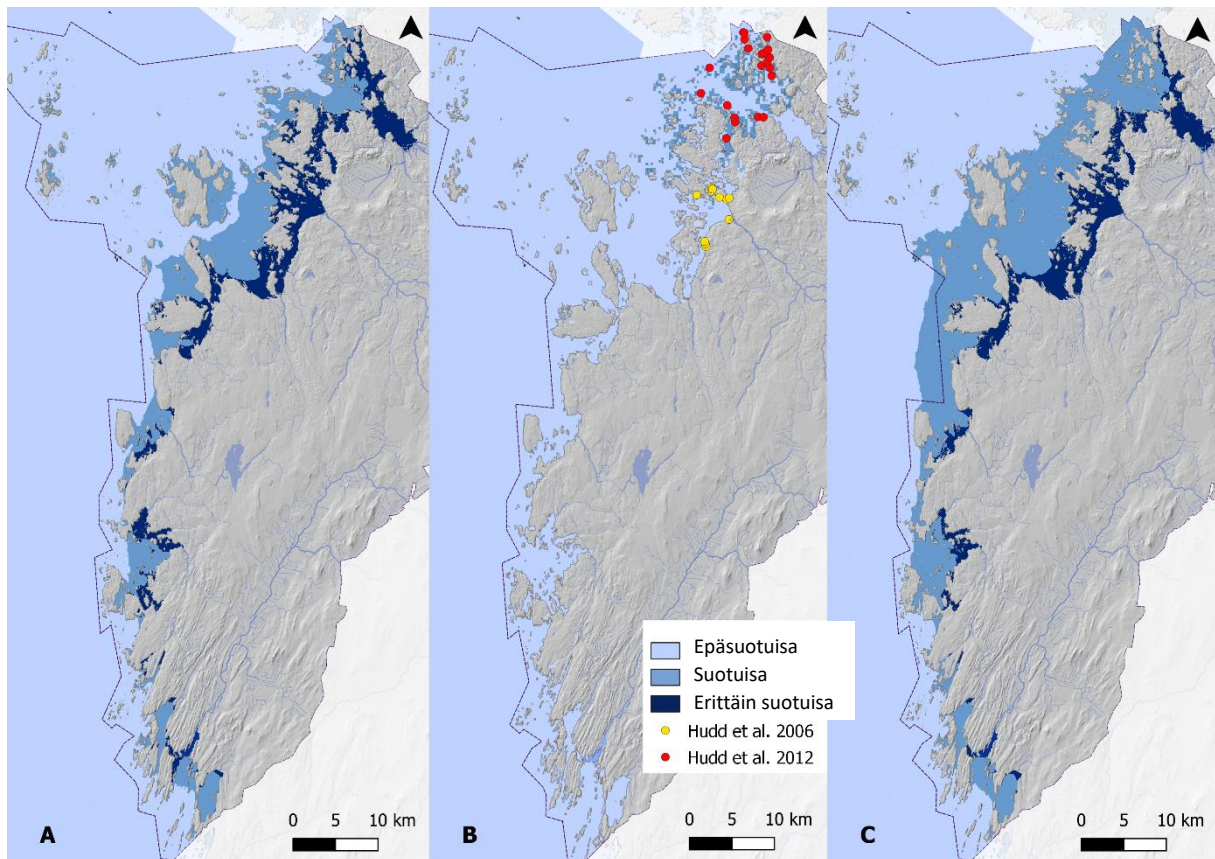 Epäsuotuisa
Suotuisa
Erittäin suotuisa
Hudd et al. 2006
Hudd et al. 2012
A
0 5 10 km
B
0 5 10 km
C
0 5 10 km